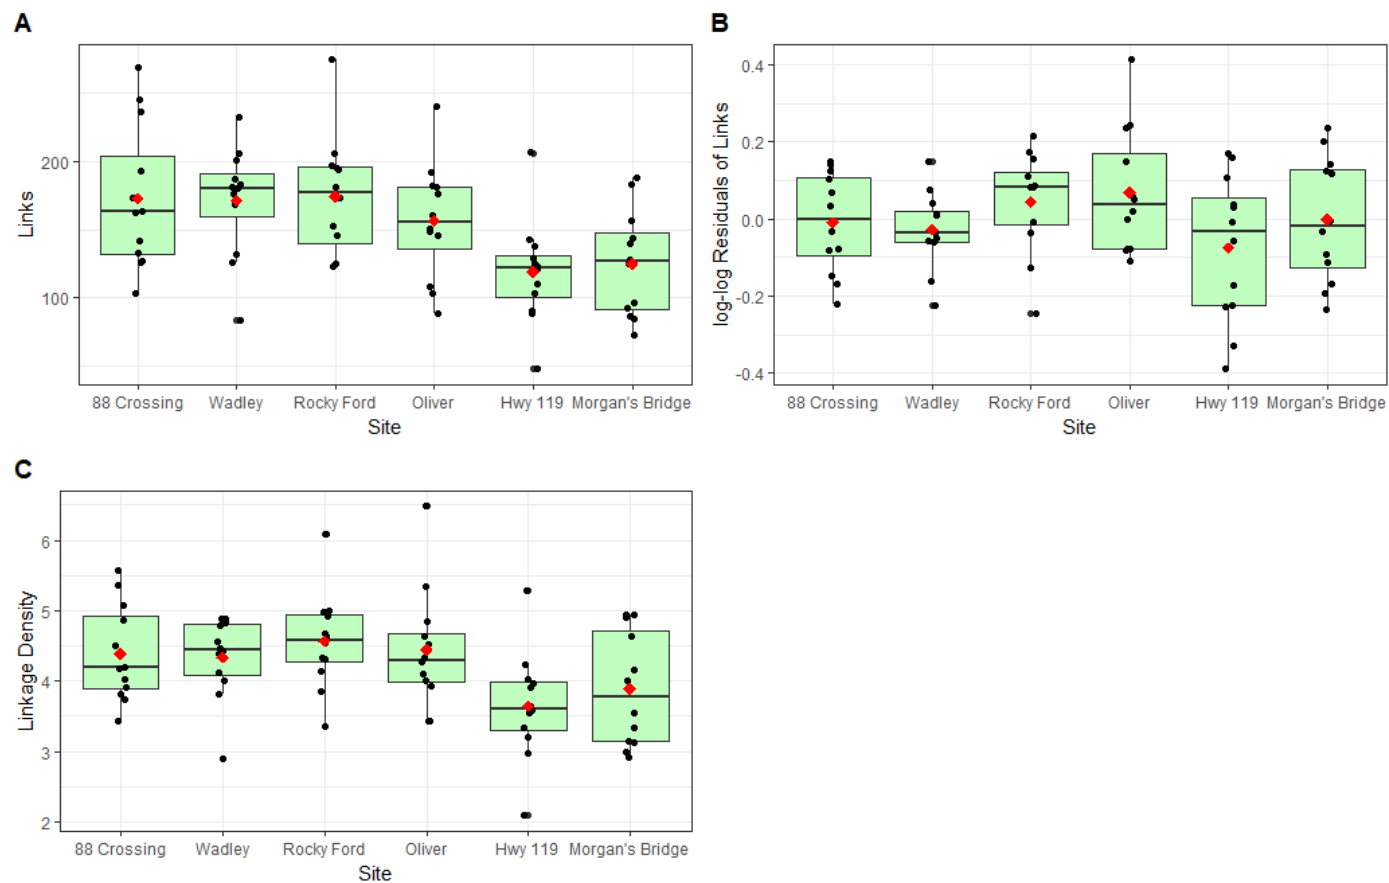 A
Links
200
100
88 Crossing Wadley Rocky Ford Oliver Hwy 119 Morgan's Bridge
Site
B
log-log Residuals of Links
0.4
0.2
0.0
-0.2
-0.4
88 Crossing Wadley Rocky Ford Oliver Hwy 119 Morgan's Bridge
Site
C
Linkage Density
6
5
4
3
2
88 Crossing Wadley Rocky Ford Oliver Hwy 119 Morgan's Bridge
Site